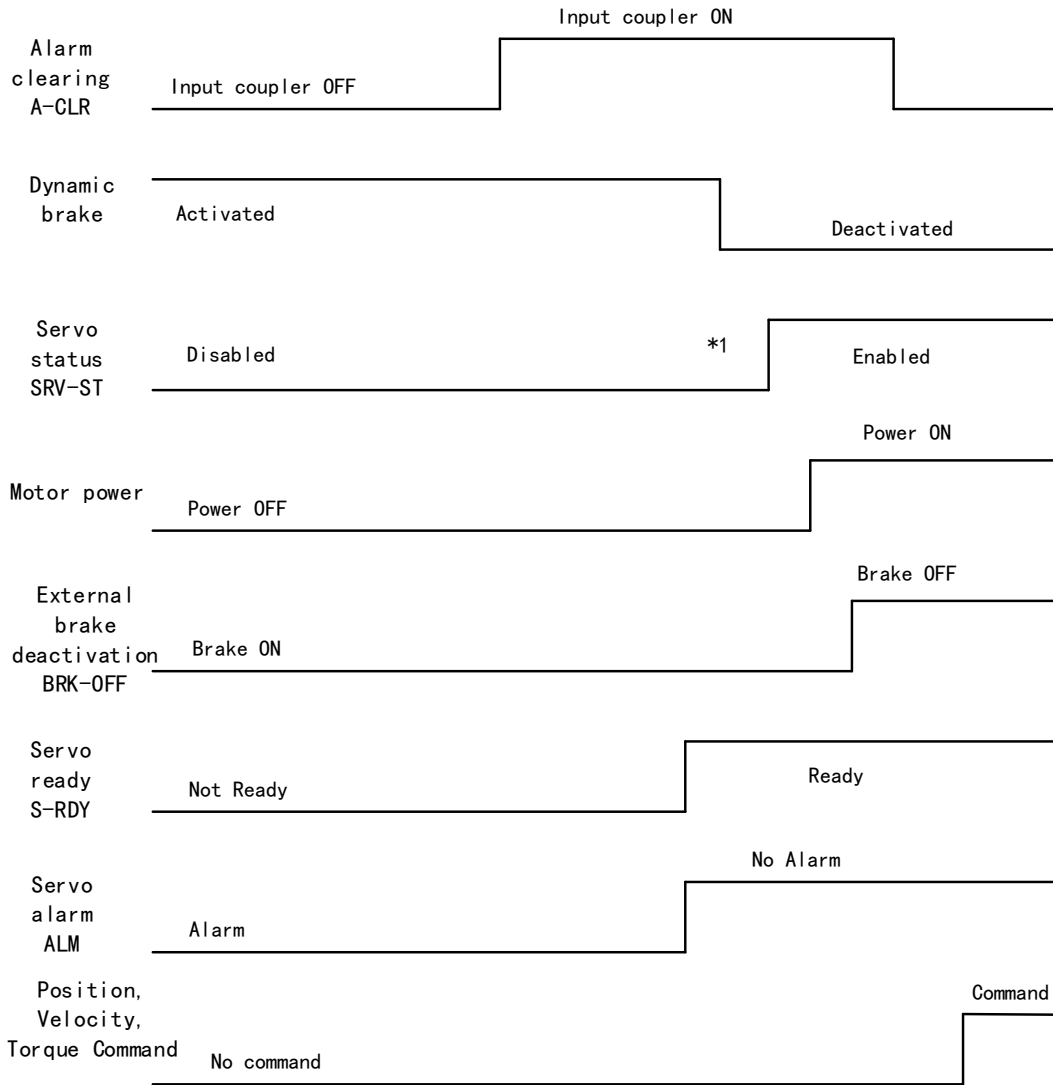 Input coupler ON
Alarm
clearing
A-CLR
Input coupler OFF
Dynamic
brake
Activated
Deactivated
Servo
status
SRV-ST
Disabled
*1
Enabled
Power ON
Motor power
Power OFF
Brake OFF
External
brake
deactivation
BRK-OFF
Brake ON
Servo
ready
S-RDY
Not Ready
Ready
No Alarm
Servo
alarm
ALM
Alarm
Position,
Velocity,
Torque Command
Command
No command